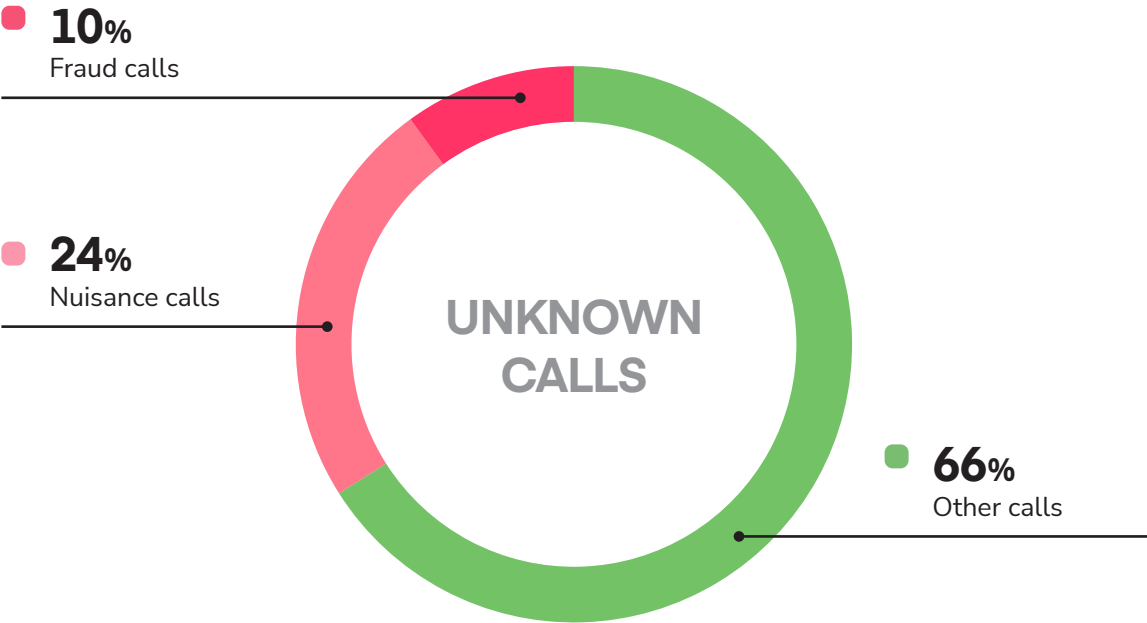 10%
Fraud calls
24%
Nuisance calls
UNKNOWN
CALLS
66%
Other calls